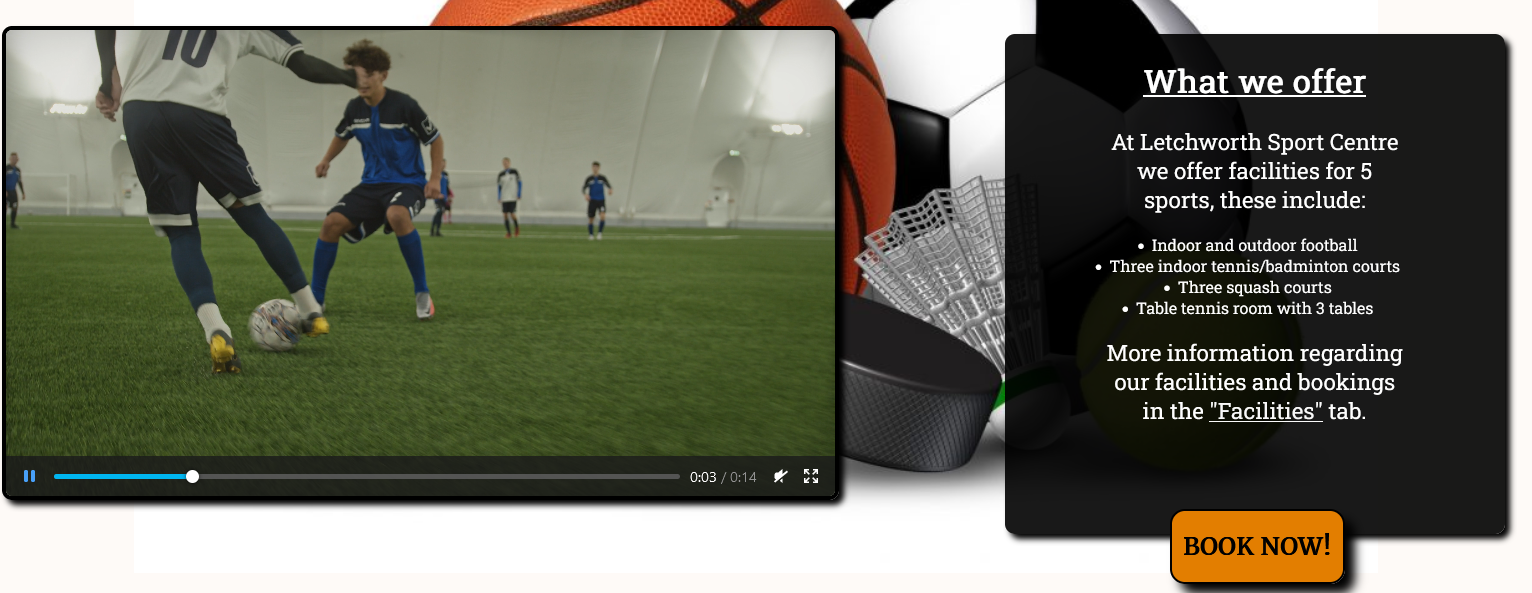 10
What we offer
At Letchworth Sport Centre
we offer facilities for 5
sports, these include:
• Indoor and outdoor football
• Three indoor tennis/badminton courts
• Three squash courts
• Table tennis room with 3 tables
More information regarding
our facilities and bookings
in the "Facilities" tab.
0:03 / 0:14
BOOK NOW!